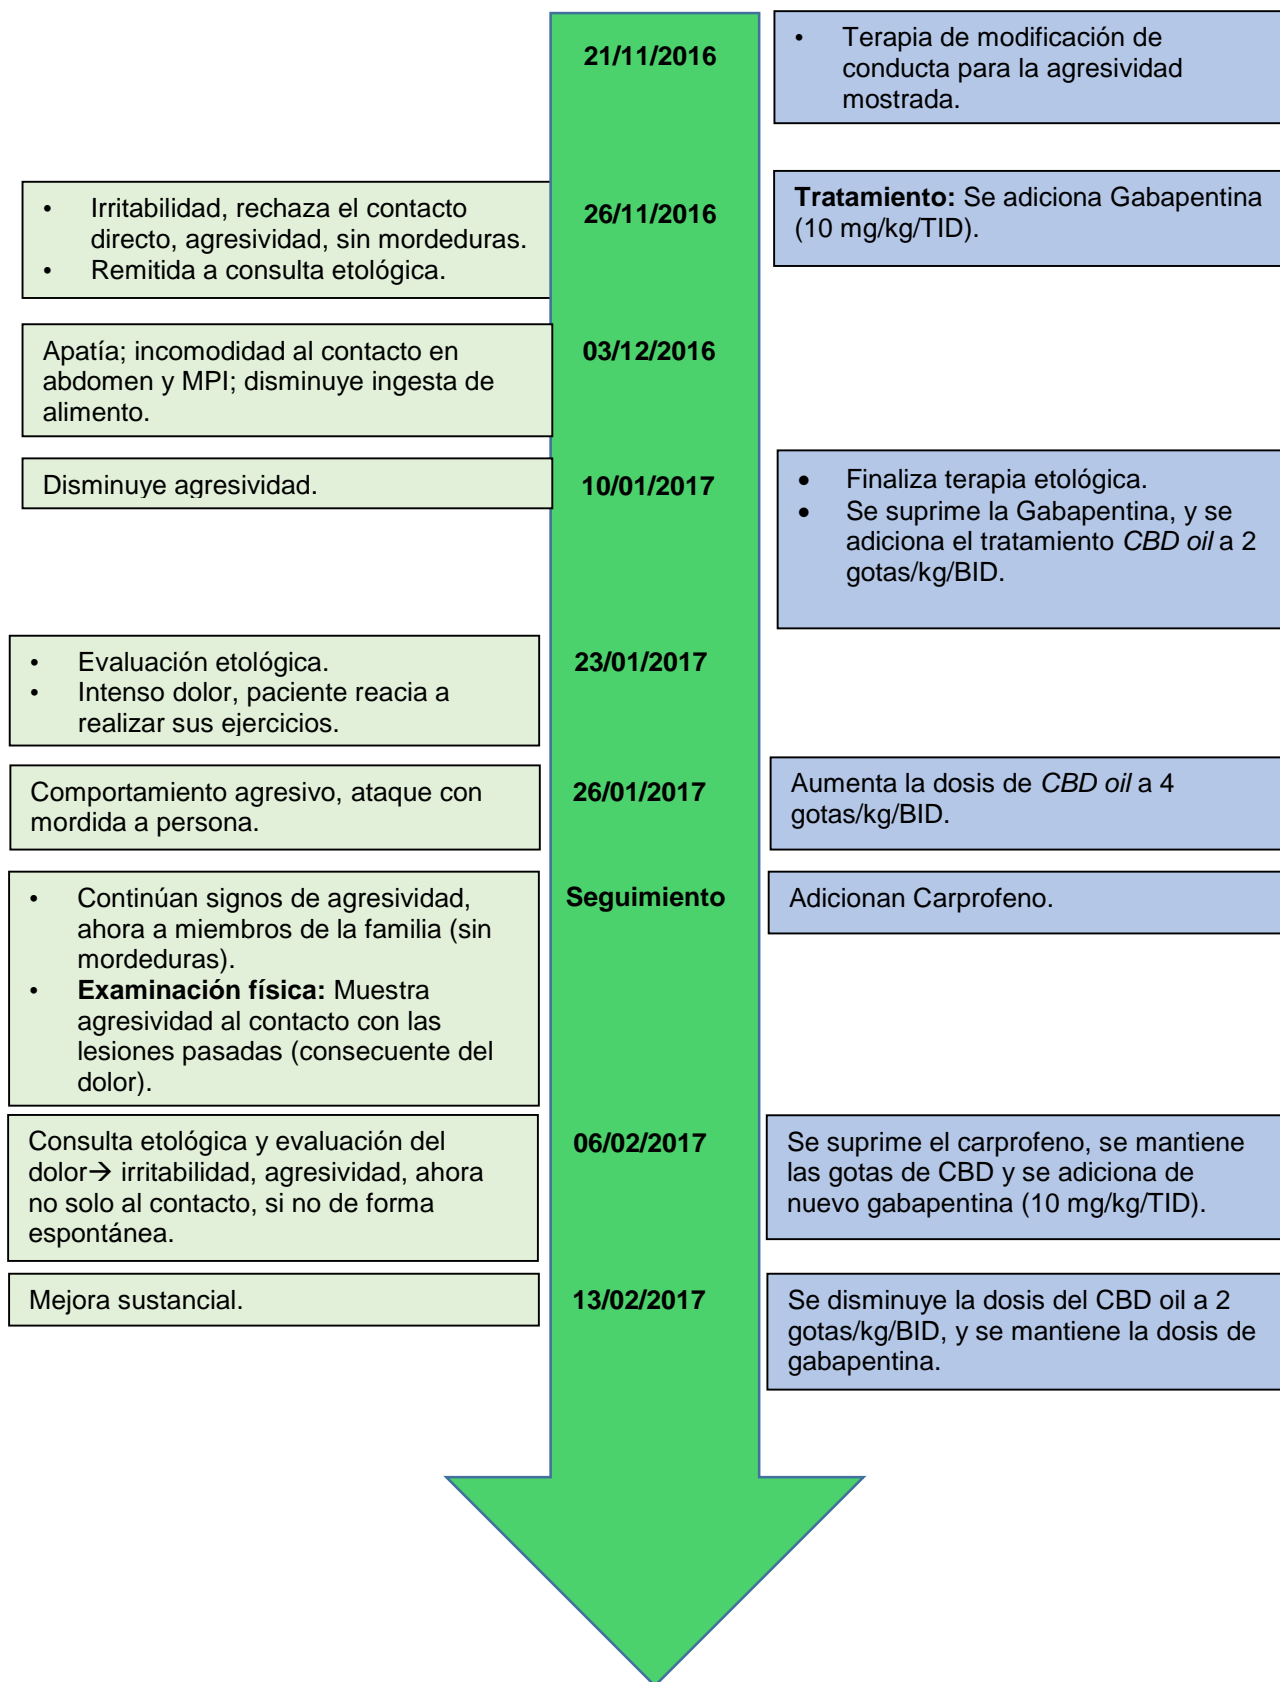 21/11/2016
• Terapia de modificación de
conducta para la agresividad
mostrada.
• Irritabilidad, rechaza el contacto
directo, agresividad, sin mordeduras.
• Remitida a consulta etológica.
26/11/2016
Tratamiento: Se adiciona Gabapentina
(10 mg/kg/TID).
Apatía; incomodidad al contacto en
abdomen y MPI; disminuye ingesta de
alimento.
03/12/2016
Disminuye agresividad.
10/01/2017
• Finaliza terapia etológica.
• Se suprime la Gabapentina, y se
adiciona el tratamiento CBD oil a 2
gotas/kg/BID.
• Evaluación etológica.
• Intenso dolor, paciente reacia a
realizar sus ejercicios.
23/01/2017
Comportamiento agresivo, ataque con
mordida a persona.
26/01/2017
Aumenta la dosis de CBD oil a 4
gotas/kg/BID.
• Continúan signos de agresividad,
ahora a miembros de la familia (sin
mordeduras).
• Examinación física: Muestra
agresividad al contacto con las
lesiones pasadas (consecuente del
dolor).
Seguimiento
Adicionan Carprofeno.
Consulta etológica y evaluación del
dolor→ irritabilidad, agresividad, ahora
no solo al contacto, si no de forma
espontánea.
06/02/2017
Se suprime el carprofeno, se mantiene
las gotas de CBD y se adiciona de
nuevo gabapentina (10 mg/kg/TID).
Mejora sustancial.
13/02/2017
Se disminuye la dosis del CBD oil a 2
gotas/kg/BID, y se mantiene la dosis de
gabapentina.